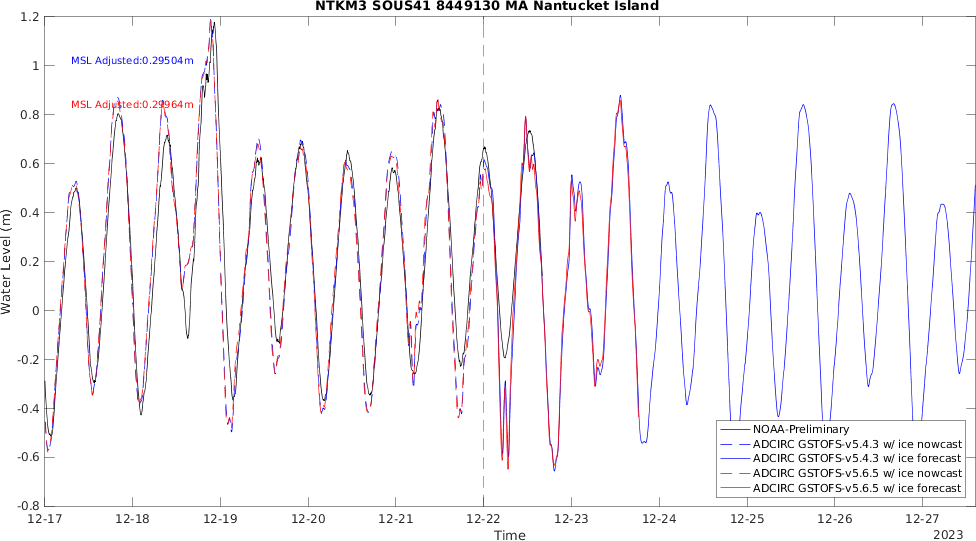 NTKM3 SOUS41 8449130 MA Nantucket Island
1.2
1
0.8
0.6
0.4
0.2
0
-0.2
-0.4
-0.6
-0.8
Water Level (m)
MSL Adjusted:0.29504m
MSL Adjusted:0.29964m
NOAA-Preliminary
ADCIRC GSTOFS-v5.4.3 w/ ice nowcast
ADCIRC GSTOFS-v5.4.3 w/ ice forecast
ADCIRC GSTOFS-v5.6.5 w/ ice nowcast
ADCIRC GSTOFS-v5.6.5 w/ ice forecast
12-17 12-18 12-19 12-20 12-21 12-22 12-23 12-24 12-25 12-26 12-27
Time
2023